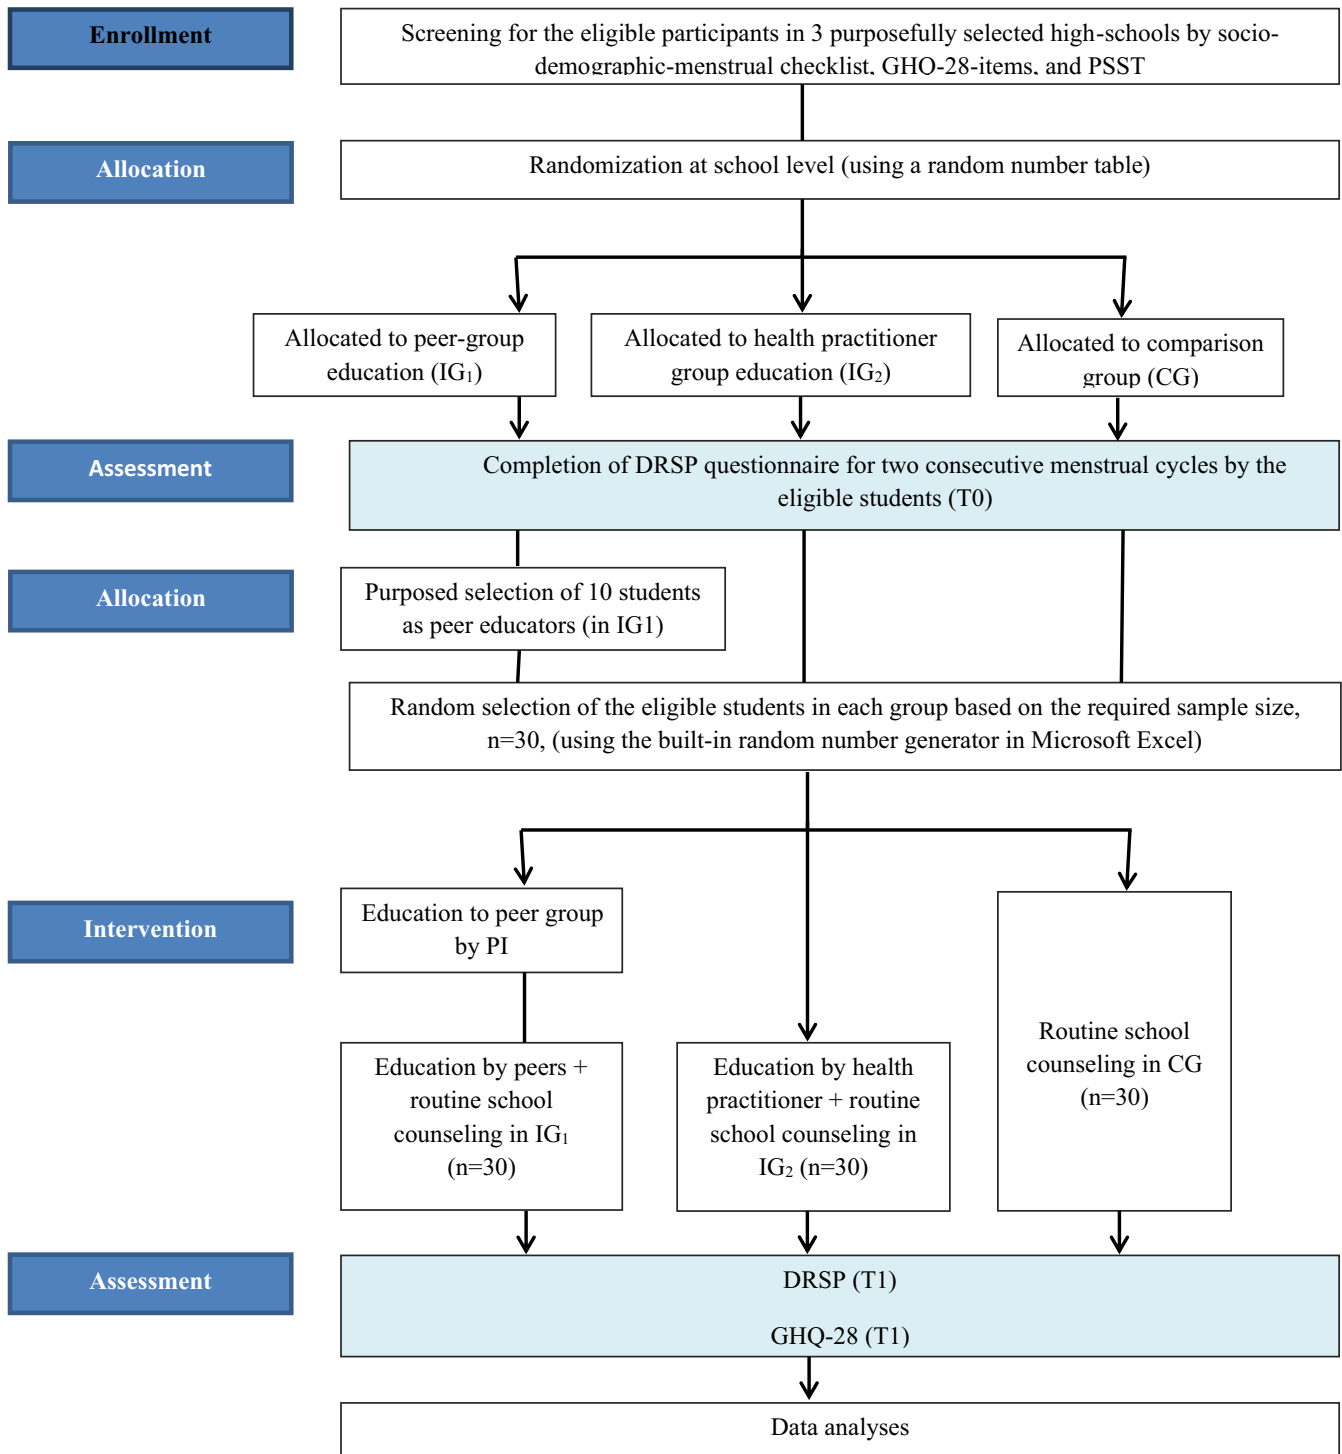 Enrollment
Screening for the eligible participants in 3 purposefully selected high-schools by socio-
demographic-menstrual checklist, GHQ-28-items, and PSST
Allocation
Randomization at school level (using a random number table)
Allocated to peer-group
education (IG1)
Allocated to health practitioner
group education (IG2)
Allocated to comparison
group (CG)
Assessment
Completion of DRSP questionnaire for two consecutive menstrual cycles by the
eligible students (T0)
Allocation
Purposed selection of 10 students
as peer educators (in IG1)
Random selection of the eligible students in each group based on the required sample size,
n=30, (using the built-in random number generator in Microsoft Excel)
Intervention
Education to peer group
by PI
Education by peers +
routine school
counseling in IG1
(n=30)
Education by health
practitioner + routine
school counseling in
IG2 (n=30)
Routine school
counseling in CG
(n=30)
Assessment
DRSP (T1)
GHQ-28 (T1)
Data analyses